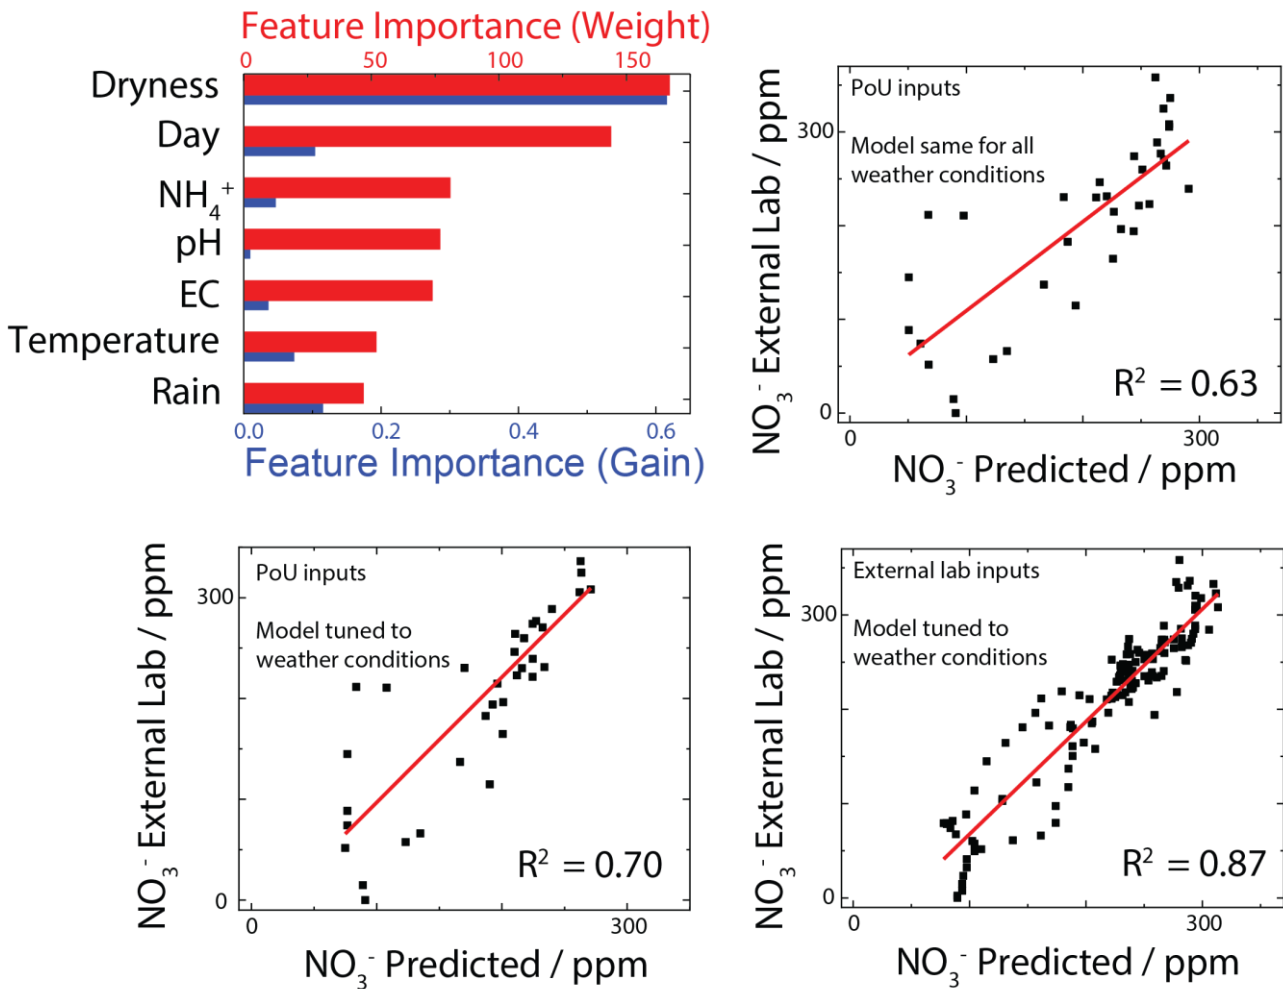 Feature Importance (Weight)
0 50 100 150
Dryness
Day
NH₄⁺
pH
EC
Temperature
Rain
0.0 0.2 0.4 0.6
Feature Importance (Gain)
NO₃⁻ External Lab / ppm
PoU inputs
Model same for all
weather conditions
300
0
R² = 0.63
0 300
NO₃⁻ Predicted / ppm
NO₃⁻ External Lab / ppm
PoU inputs
Model tuned to
weather conditions
300
0
R² = 0.70
0 300
NO₃⁻ Predicted / ppm
NO₃⁻ External Lab / ppm
External lab inputs
Model tuned to
weather conditions
300
0
R² = 0.87
0 300
NO₃⁻ Predicted / ppm